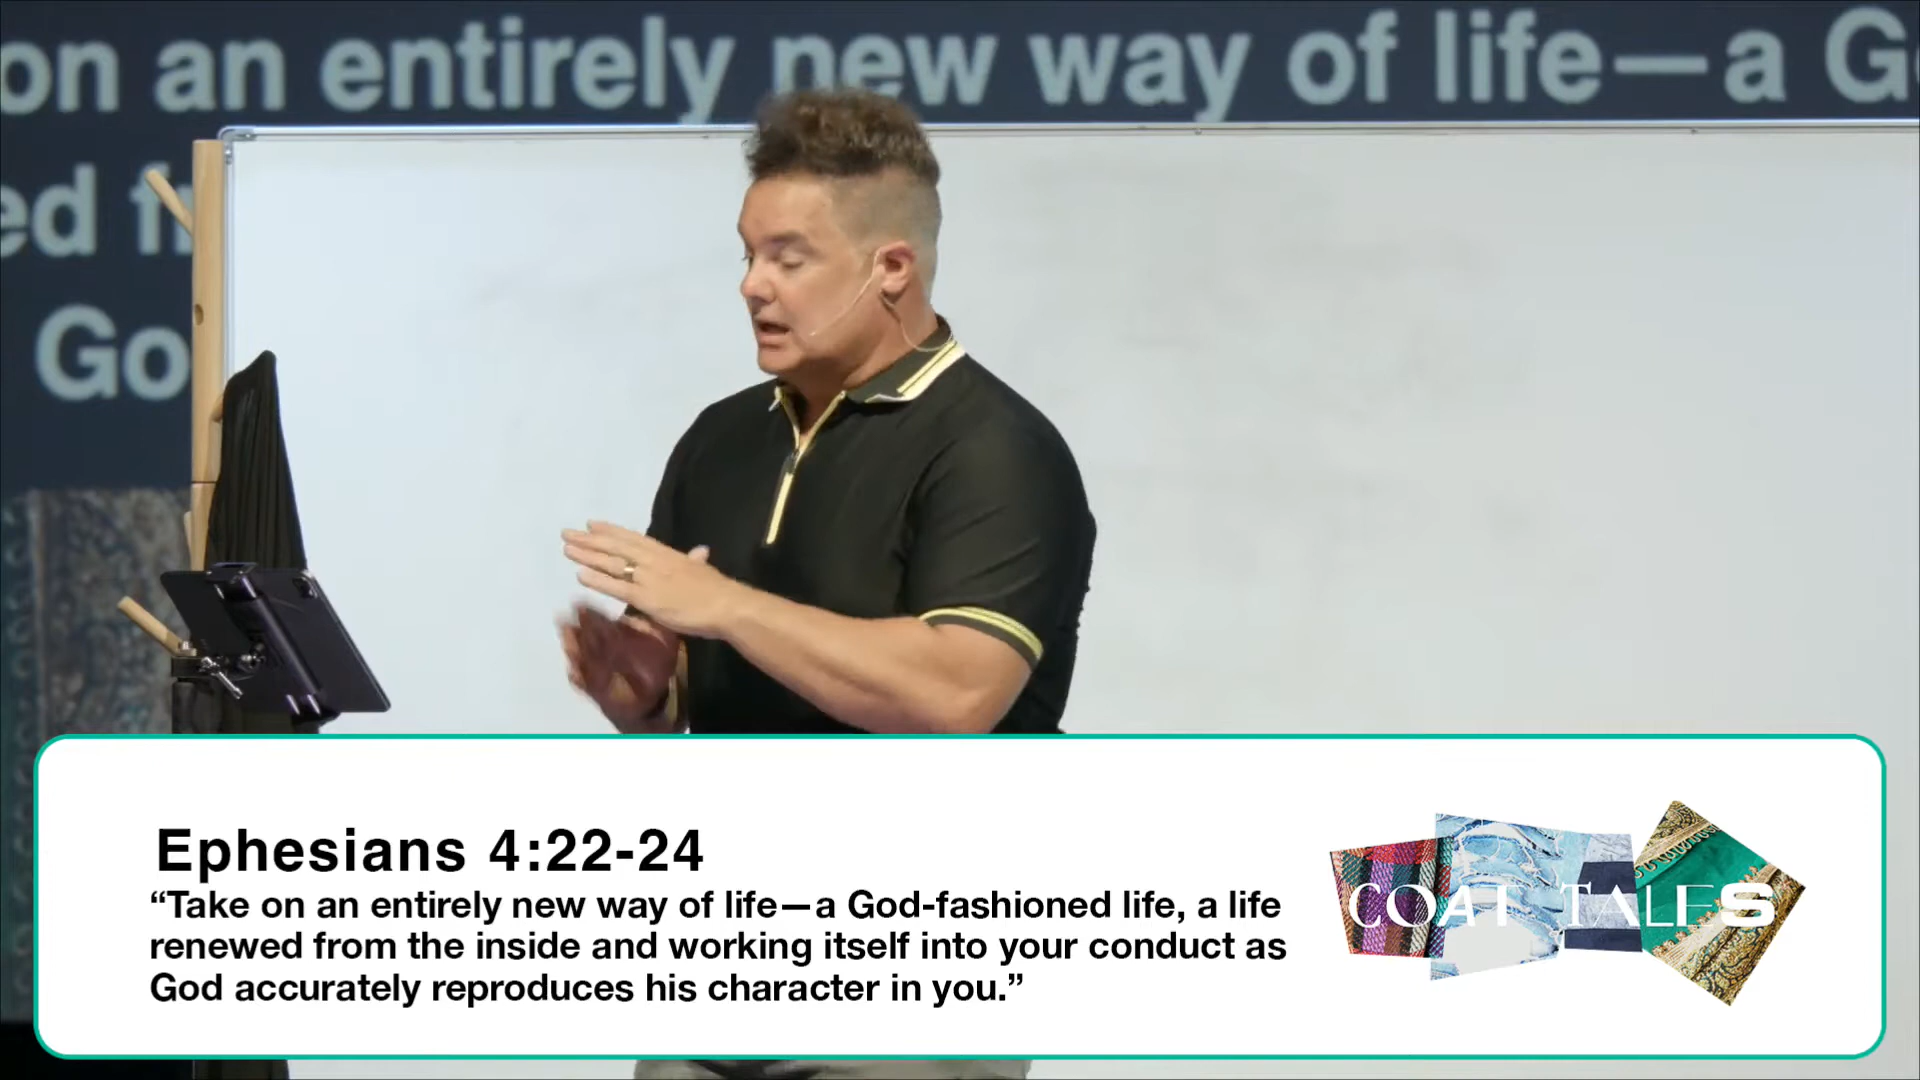 on an entirely new way of life—a G
ed f
Go
Ephesians 4:22-24
“Take on an entirely new way of life—a God-fashioned life, a life
renewed from the inside and working itself into your conduct as
God accurately reproduces his character in you.”
COAT TALES